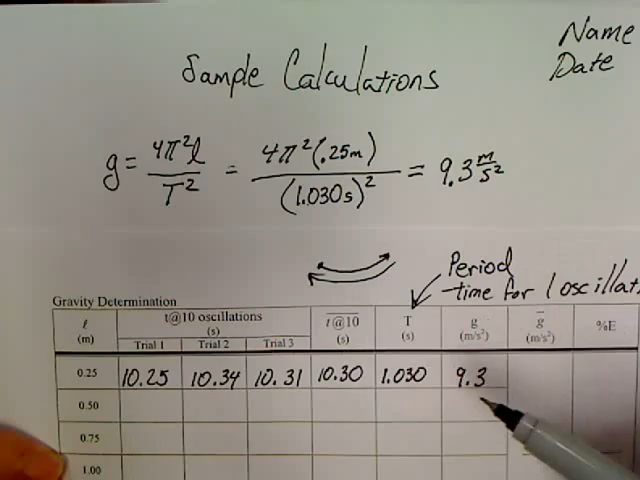 Name
Date
Sample Calculations
g = 4π²l / T² = 4π²(.25m) / (1.030s)² = 9.3 m/s²
Period
time for 1 oscillat.
Gravity Determination
ℓ (m) t@10 oscillations (s) t@10 (s) T (s) g (m/s²) g (m/s²) %E
Trial 1 Trial 2 Trial 3
0.25 10.25 10.34 10.31 10.30 1.030 9.3
0.50
0.75
1.00